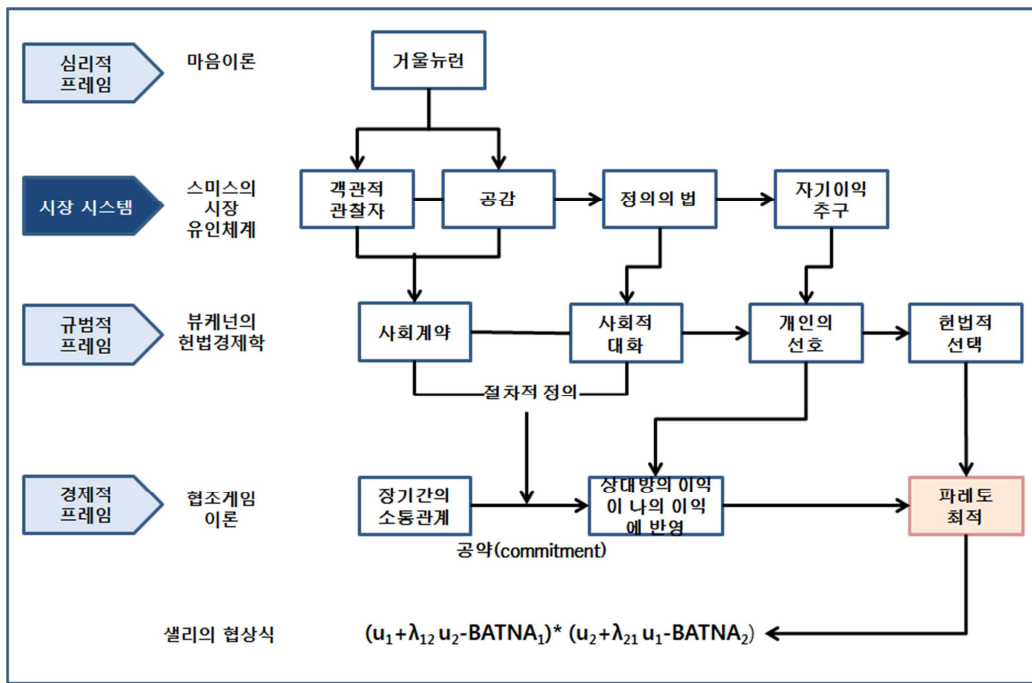 심리적
프레임
마음이론
거울뉴런
시장 시스템
스미스의
시장
유인체계
객관적
관찰자
공감
정의의 법
자기이익
추구
규범적
프레임
뷰케넌의
헌법경제학
사회계약
사회적
대화
개인의
선호
헌법적
선택
절차적 정의
경제적
프레임
협조게임
이론
장기간의
소통관계
상대방의 이익
이 나의 이익
에 반영
파레토
최적
공약(commitment)
샐리의 협상식
(u₁+λ₁₂ u₂-BATNA₁)* (u₂+λ₂₁ u₁-BATNA₂)